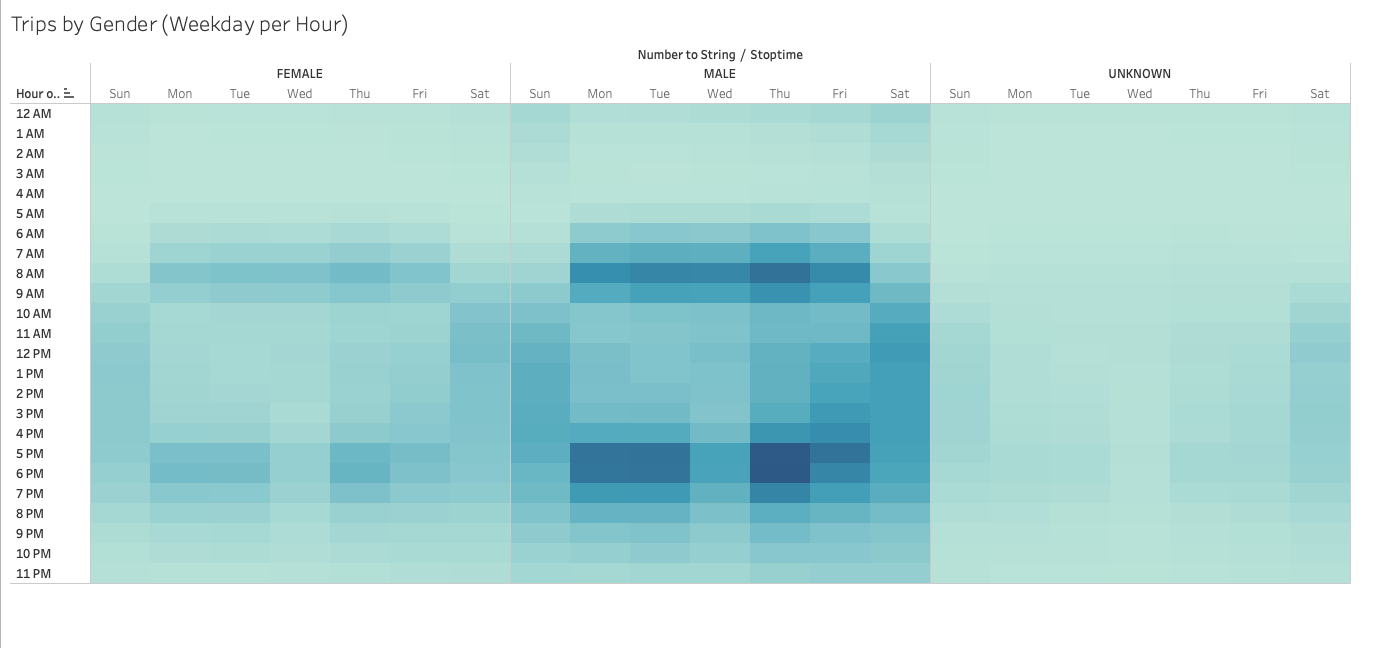 Trips by Gender (Weekday per Hour)
Number to String / Stoptime
FEMALE MALE UNKNOWN
Hour o.. Sun Mon Tue Wed Thu Fri Sat Sun Mon Tue Wed Thu Fri Sat Sun Mon Tue Wed Thu Fri Sat
12 AM
1 AM
2 AM
3 AM
4 AM
5 AM
6 AM
7 AM
8 AM
9 AM
10 AM
11 AM
12 PM
1 PM
2 PM
3 PM
4 PM
5 PM
6 PM
7 PM
8 PM
9 PM
10 PM
11 PM